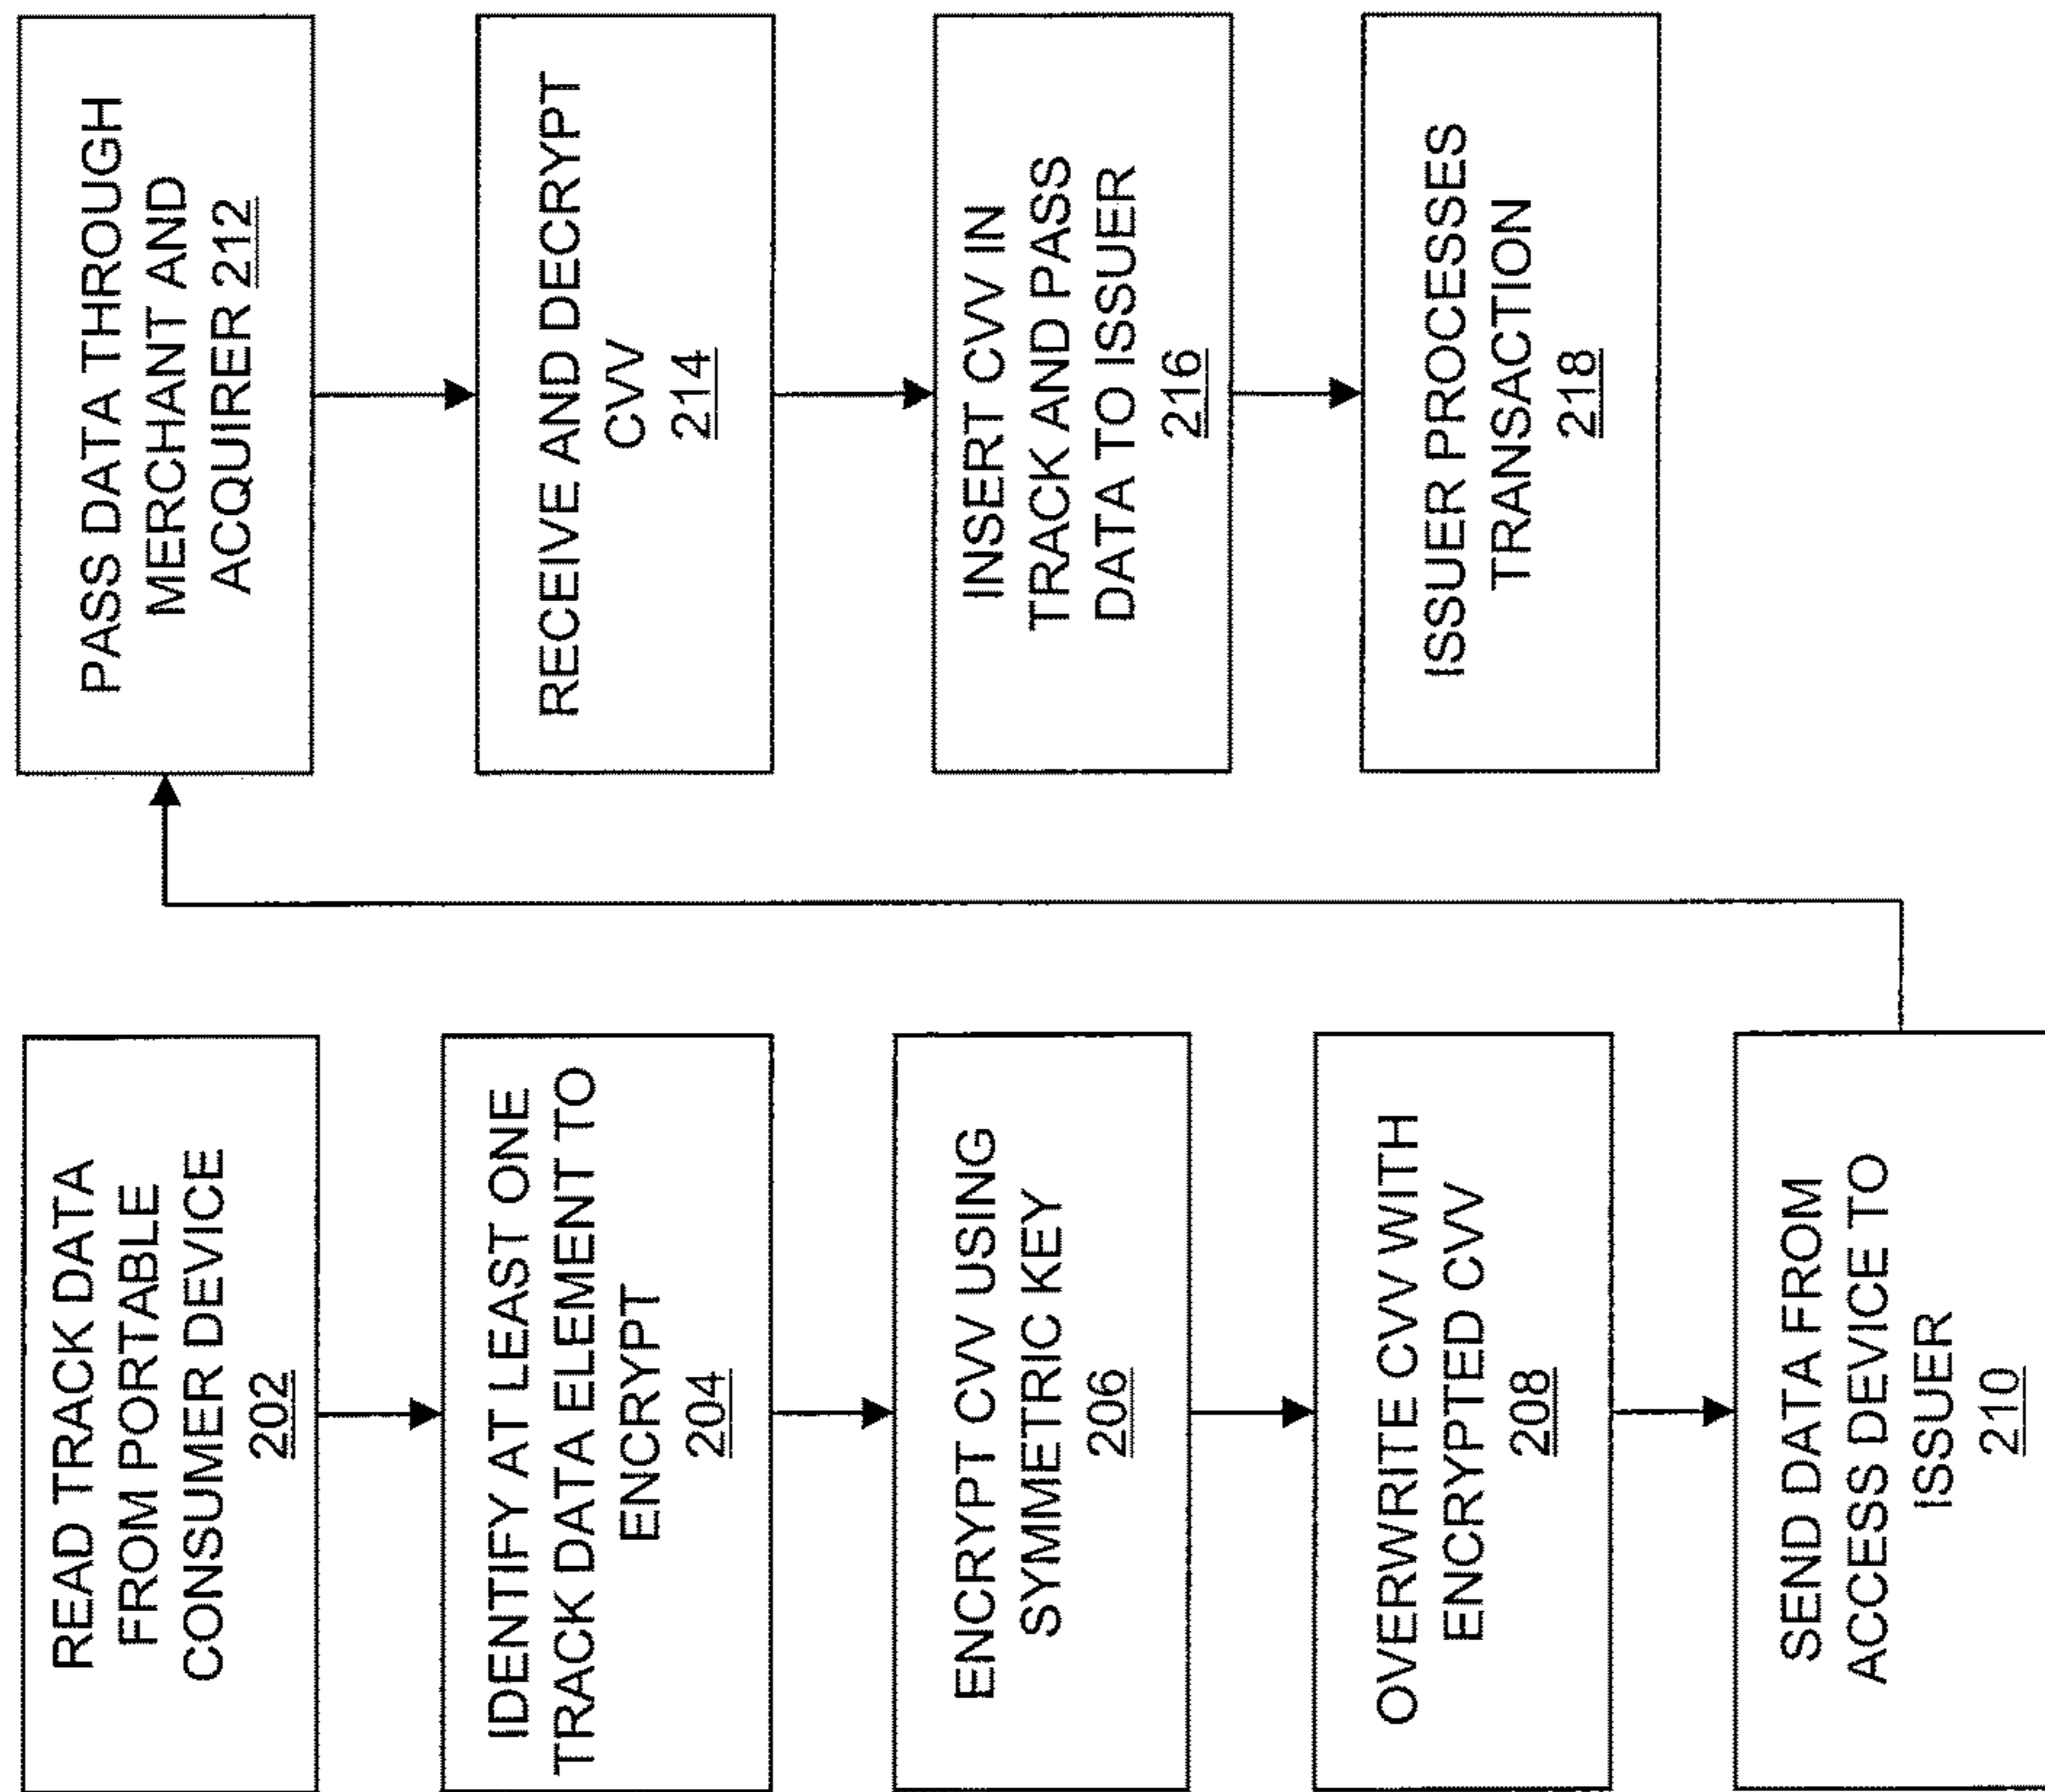 READ TRACK DATA
FROM PORTABLE
CONSUMER DEVICE
202
IDENTIFY AT LEAST ONE
TRACK DATA ELEMENT TO
ENCRYPT
204
ENCRYPT CVV USING
SYMMETRIC KEY
206
OVERWRITE CVV WITH
ENCRYPTED CVV
208
SEND DATA FROM
ACCESS DEVICE TO
ISSUER
210
PASS DATA THROUGH
MERCHANT AND
ACQUIRER 212
RECEIVE AND DECRYPT
CVV
214
INSERT CVV IN
TRACK AND PASS
DATA TO ISSUER
216
ISSUER PROCESSES
TRANSACTION
218